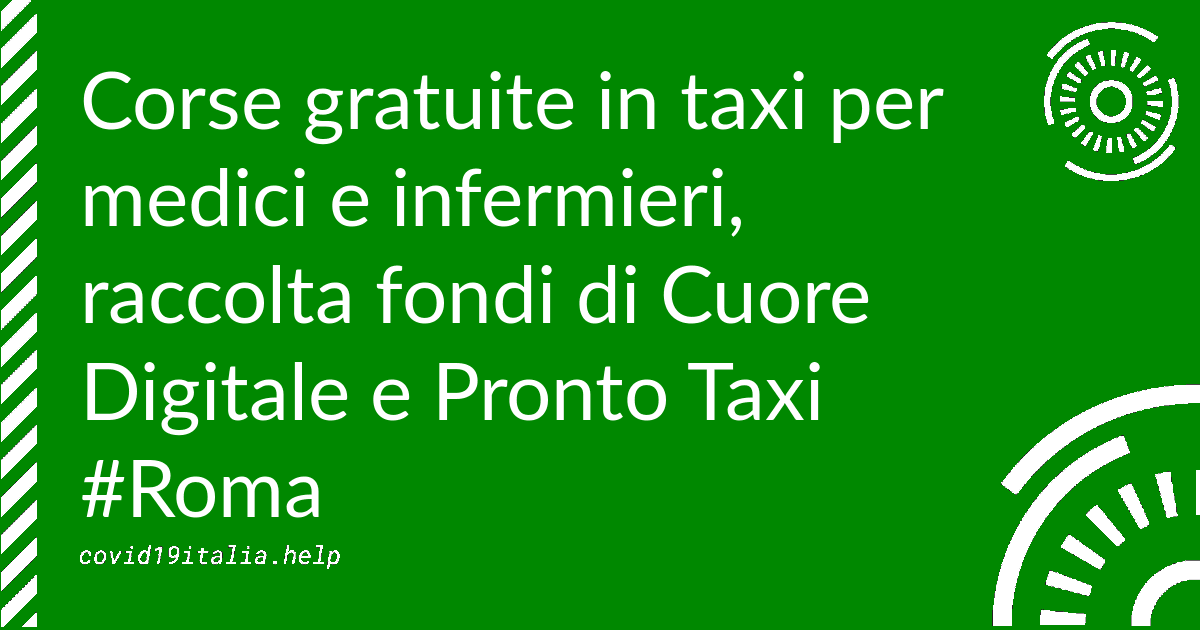 Corse gratuite in taxi per
medici e infermieri,
raccolta fondi di Cuore
Digitale e Pronto Taxi
#Roma
covid19italia.help